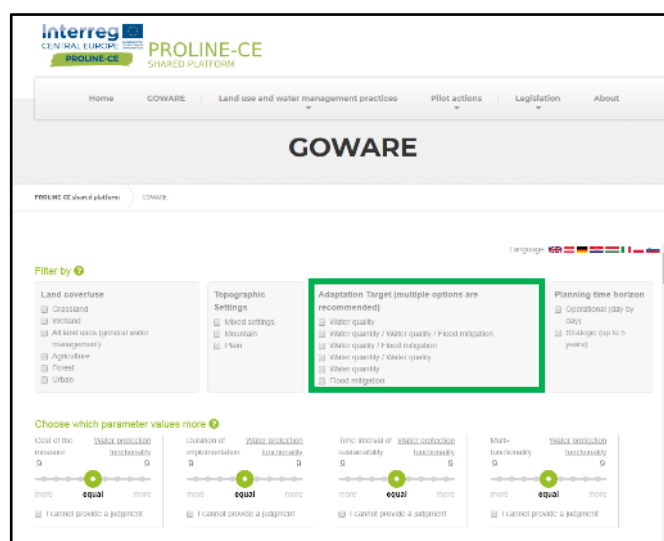 Interreg
CENTRAL EUROPE
PROLINE-CE
PROLINE-CE
SHARED PLATFORM
Home GOWARE Land use and water management practices Pilot actions Legislation About
GOWARE
PROLINE-CE shared platform GOWARE
Language
Filter by
Land cover/use
Grassland
Wetland
All land uses (general water
management)
Agriculture
Forest
Urban
Topographic
Settings
Mixed settings
Mountain
Plain
Adaptation Target (multiple options are
recommended)
Water quality
Water quantity / Water quality / Flood mitigation
Water quality / Flood mitigation
Water quantity / Water quality
Water quantity
Flood mitigation
Planning time horizon
Operational (day by
day)
Strategic (up to 5
years)
Choose which parameter values more
Cost of the
measure
Water protection
functionality
9 9
more equal more
I cannot provide a judgment
Duration of
implementation
Water protection
functionality
9 9
more equal more
I cannot provide a judgment
Time interval of
sustainability
Water protection
functionality
9 9
more equal more
I cannot provide a judgment
Multi-
functionality
Water protection
functionality
9 9
more equal more
I cannot provide a judgment